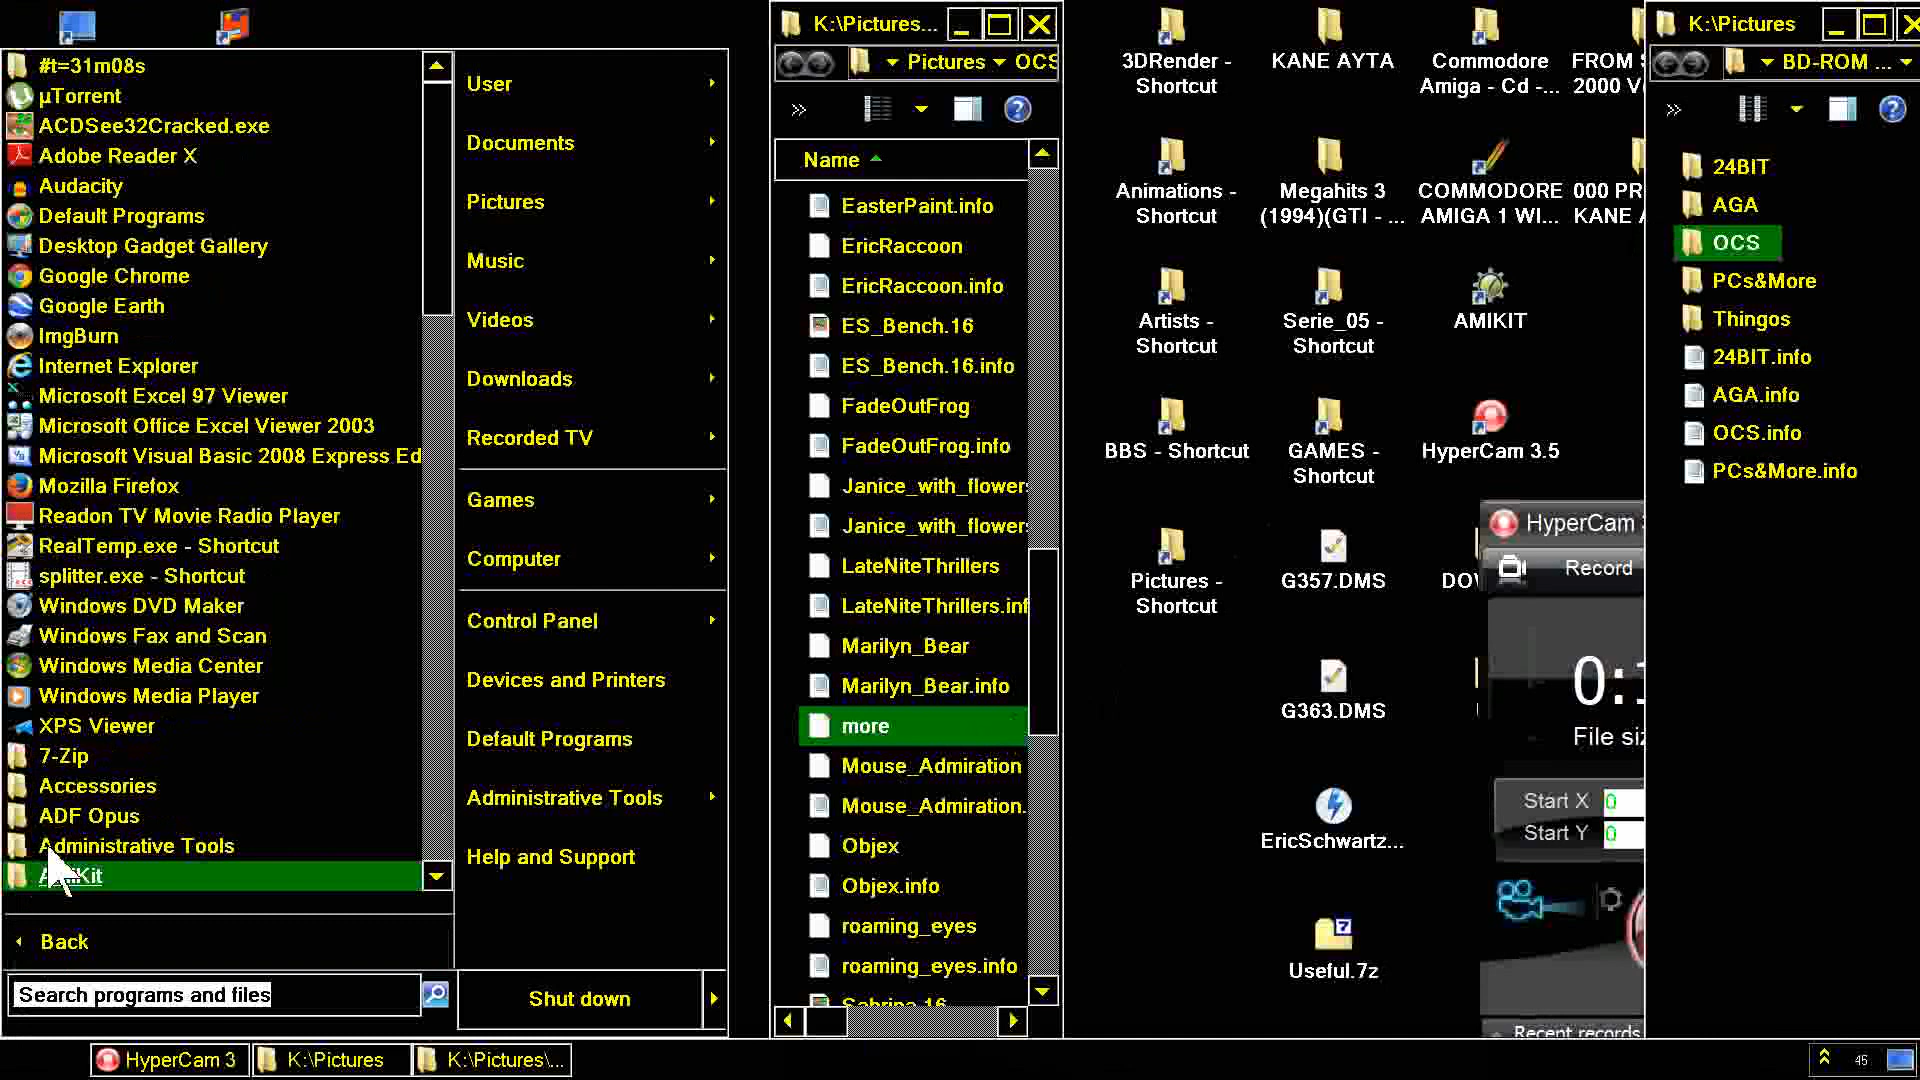 #t=31m08s
µTorrent
ACDSee32Cracked.exe
Adobe Reader X
Audacity
Default Programs
Desktop Gadget Gallery
Google Chrome
Google Earth
ImgBurn
Internet Explorer
Microsoft Excel 97 Viewer
Microsoft Office Excel Viewer 2003
Microsoft Visual Basic 2008 Express Ed
Mozilla Firefox
Readon TV Movie Radio Player
RealTemp.exe - Shortcut
splitter.exe - Shortcut
Windows DVD Maker
Windows Fax and Scan
Windows Media Center
Windows Media Player
XPS Viewer
7-Zip
Accessories
ADF Opus
Administrative Tools
Back
Search programs and files
User
Documents
Pictures
Music
Videos
Downloads
Recorded TV
Games
Computer
Control Panel
Devices and Printers
Default Programs
Administrative Tools
Help and Support
Shut down
K:\Pictures...
Pictures OCS
Name
EasterPaint.info
EricRaccoon
EricRaccoon.info
ES_Bench.16
ES_Bench.16.info
FadeOutFrog
FadeOutFrog.info
Janice_with_flowers
Janice_with_flowers
LateNiteThrillers
LateNiteThrillers.inf
Marilyn_Bear
Marilyn_Bear.info
more
Mouse_Admiration
Mouse_Admiration.
Objex
Objex.info
roaming_eyes
roaming_eyes.info
Sabrina.16
3DRender -
Shortcut
Animations -
Shortcut
Artists -
Shortcut
BBS - Shortcut
Pictures -
Shortcut
KANE AYTA
Megahits 3
(1994)(GTI - ...
Serie_05 -
Shortcut
GAMES -
Shortcut
G357.DMS
G363.DMS
EricSchwartz...
Useful.7z
Commodore
Amiga - Cd -...
COMMODORE
AMIGA 1 WI...
AMIKIT
HyperCam 3.5
FROM
2000
000 PR
KANE
HyperCam 3
Record
0:
File siz
Start X 0
Start Y 0
Recent records
K:\Pictures
BD-ROM ...
24BIT
AGA
OCS
PCs&More
Thingos
24BIT.info
AGA.info
OCS.info
PCs&More.info
HyperCam 3
K:\Pictures
K:\Pictures\...
45